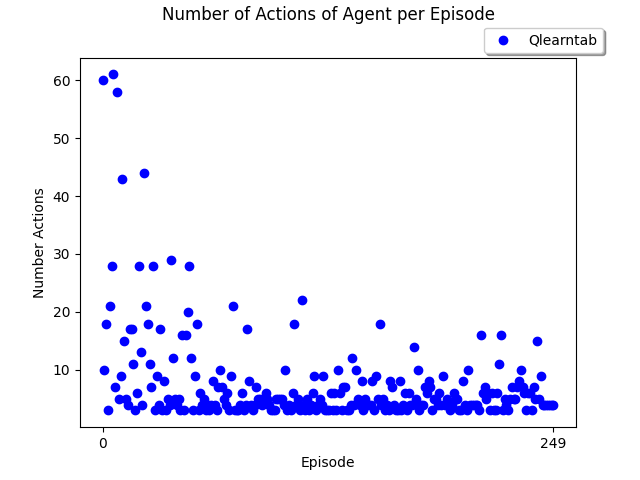 Number of Actions of Agent per Episode
Qlearntab
60
50
40
30
20
10
Number Actions
0
249
Episode